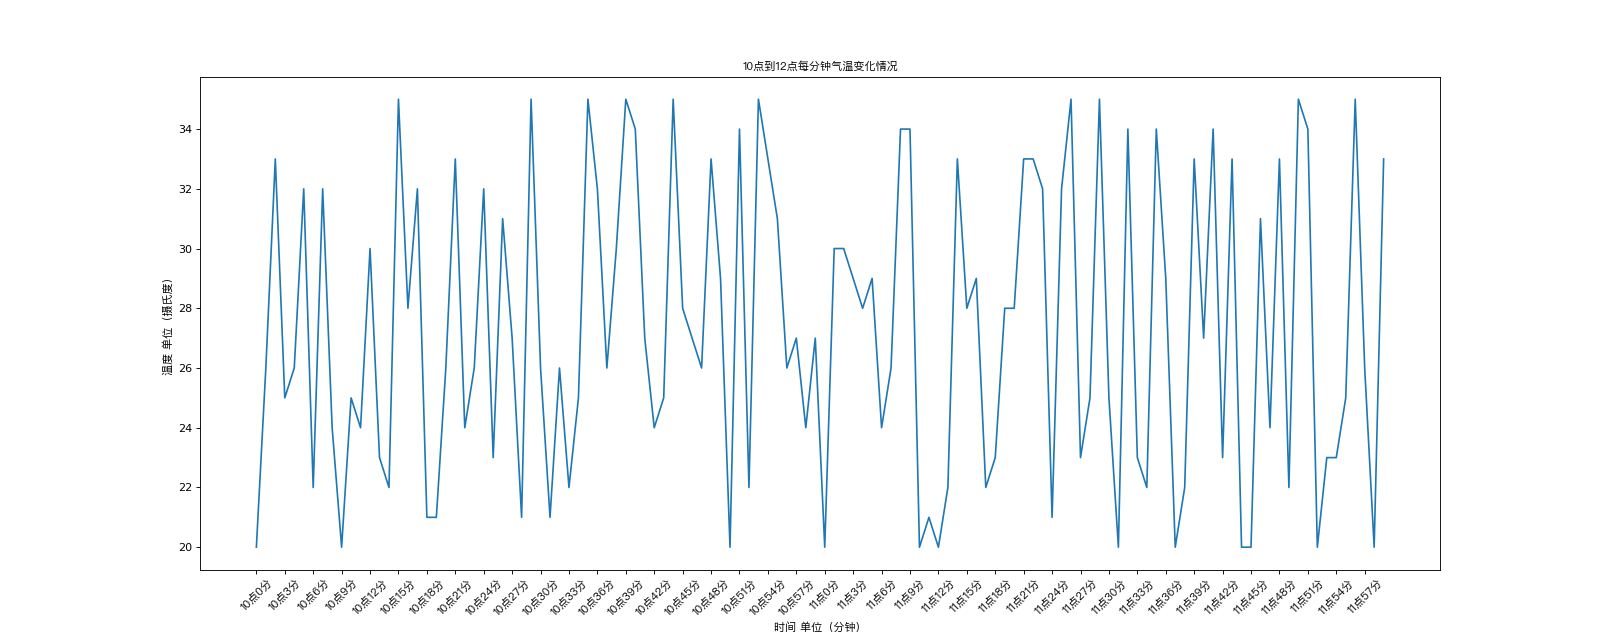 10点到12点每分钟气温变化情况
温度 单位（摄氏度）
34
32
30
28
26
24
22
20
10点0分
10点3分
10点6分
10点9分
10点12分
10点15分
10点18分
10点21分
10点24分
10点27分
10点30分
10点33分
10点36分
10点39分
10点42分
10点45分
10点48分
10点51分
10点54分
10点57分
11点0分
11点3分
11点6分
11点9分
11点12分
11点15分
11点18分
11点21分
11点24分
11点27分
11点30分
11点33分
11点36分
11点39分
11点42分
11点45分
11点48分
11点51分
11点54分
11点57分
时间 单位（分钟）